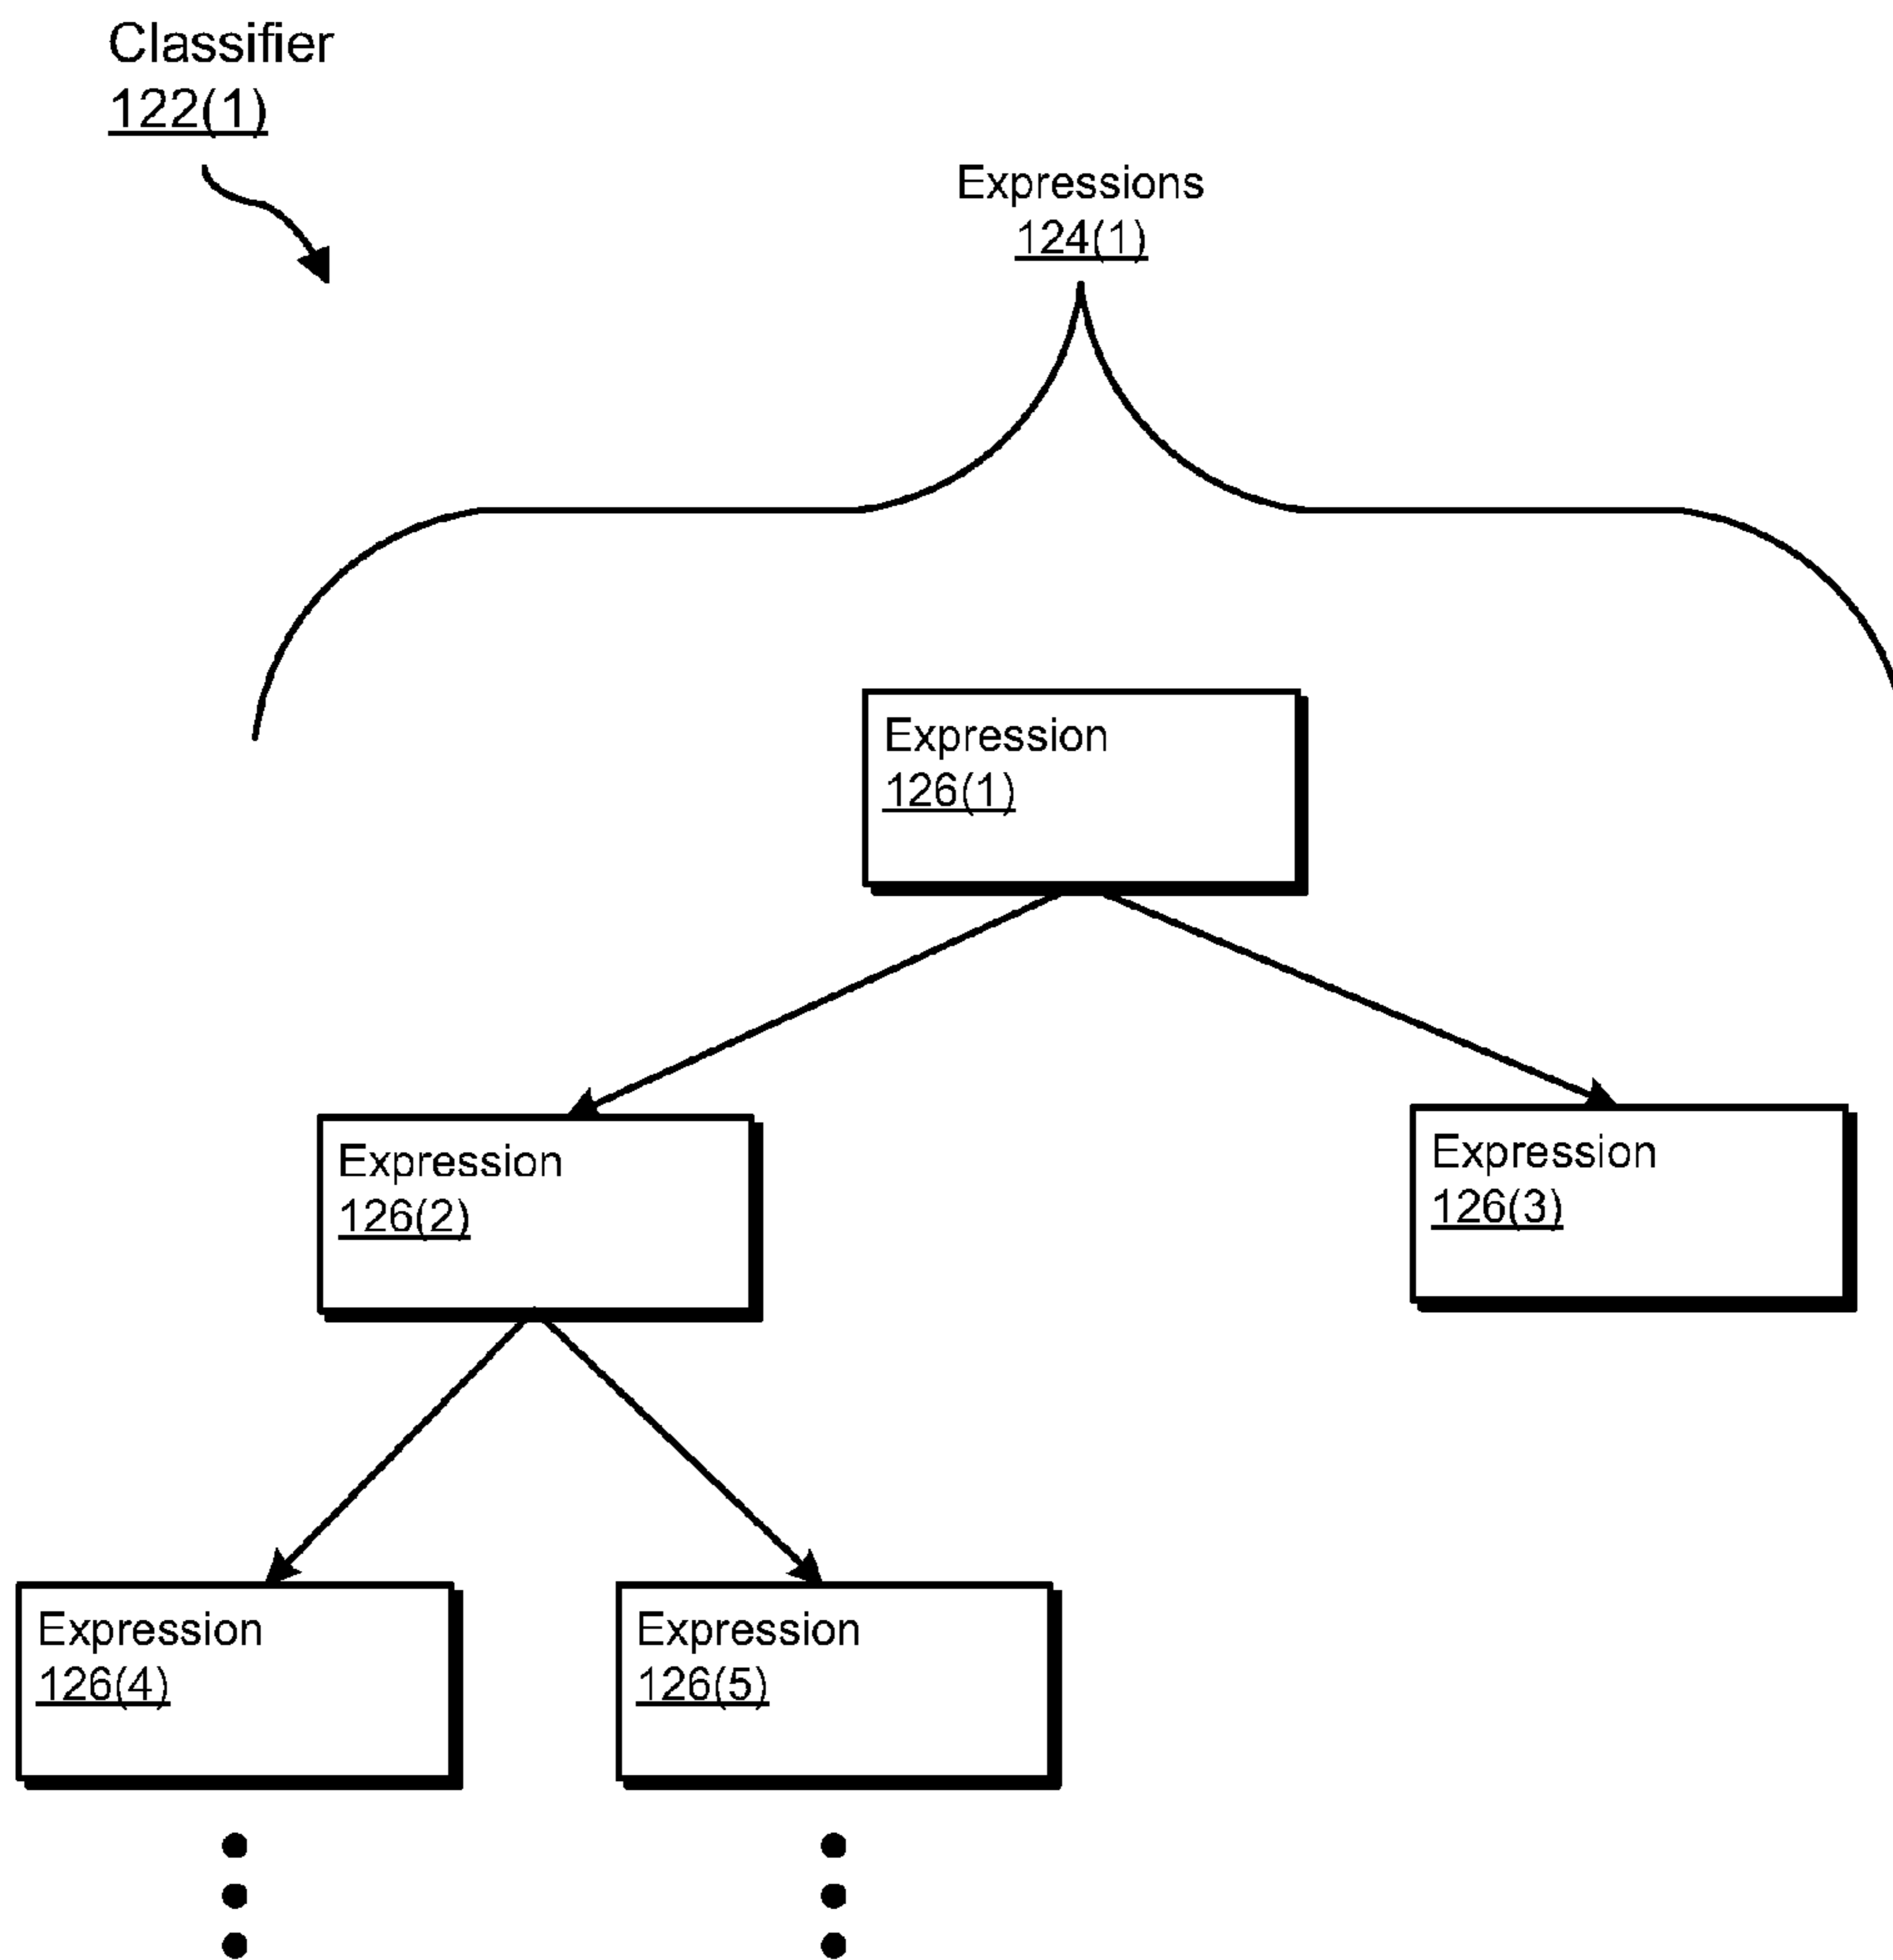 Classifier
122(1)
Expressions
124(1)
Expression
126(1)
Expression
126(2)
Expression
126(3)
Expression
126(4)
Expression
126(5)